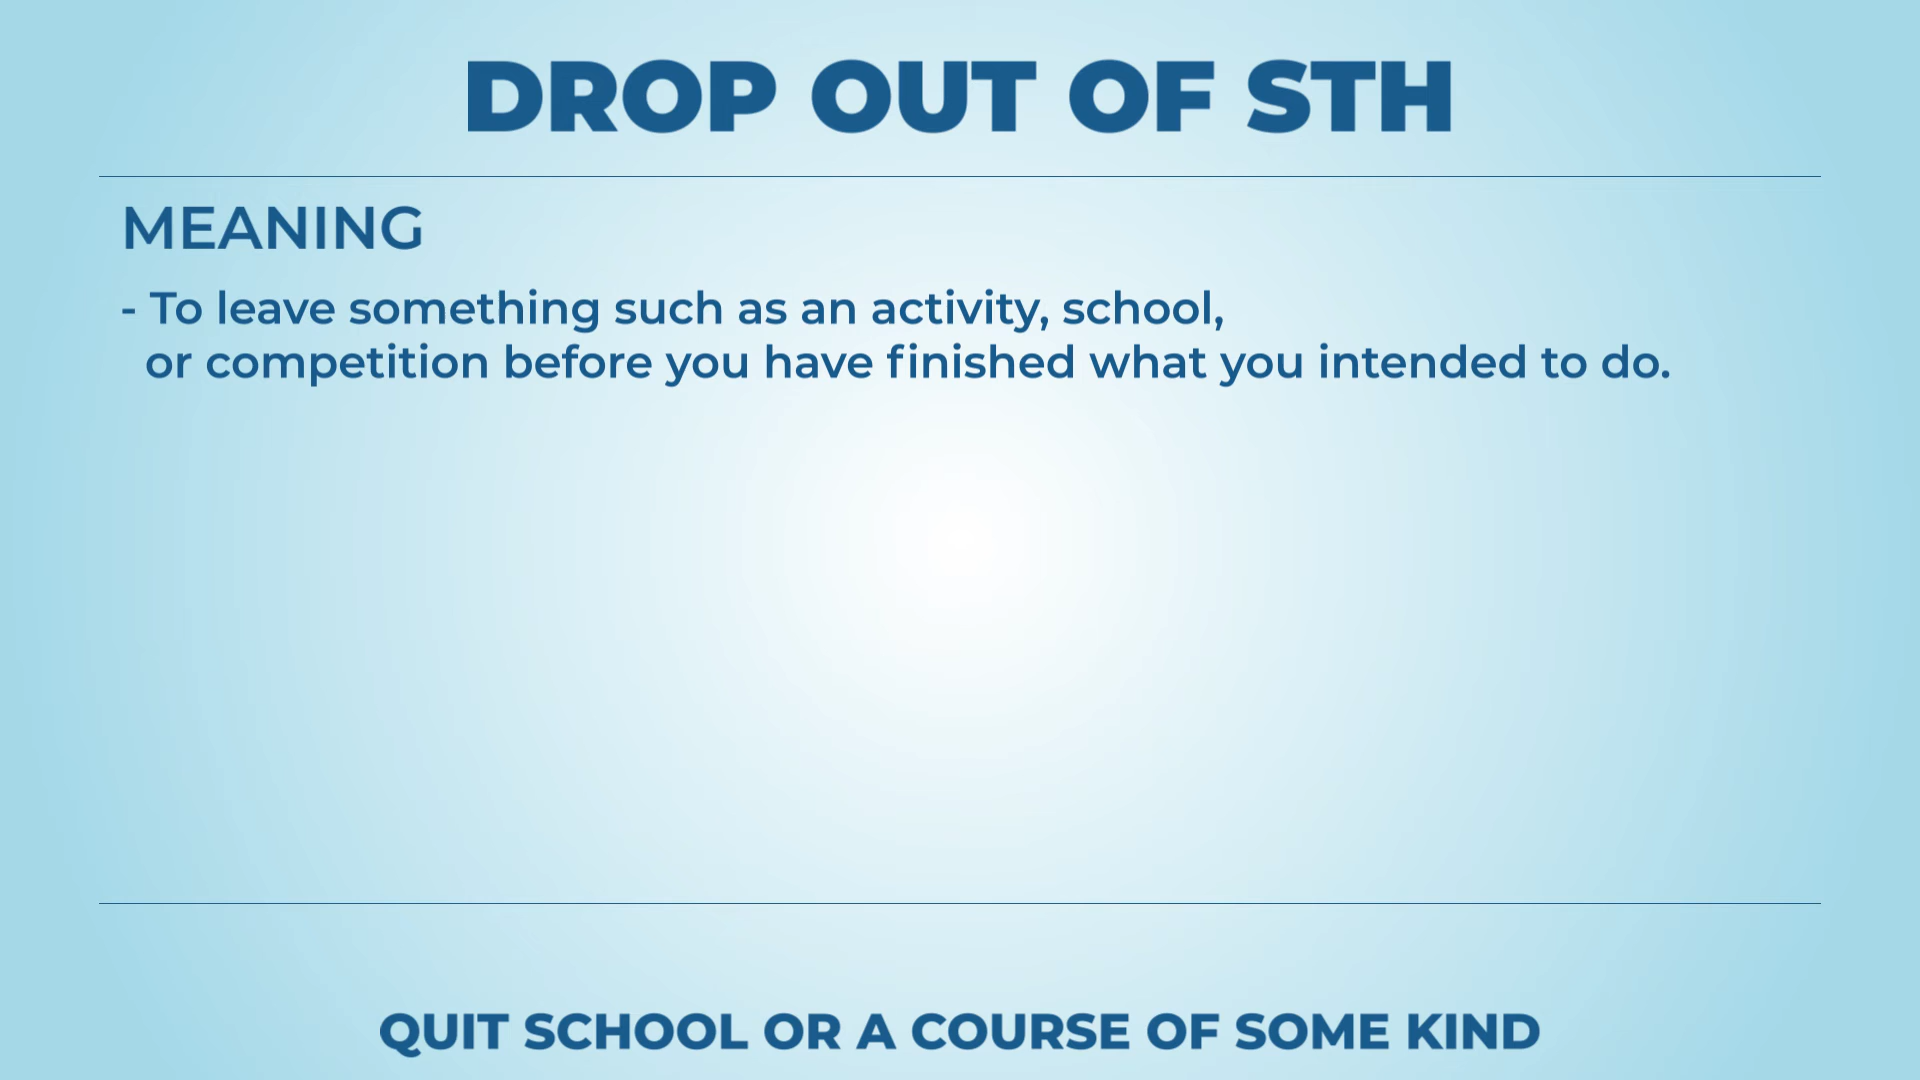 DROP OUT OF STH
MEANING
- To leave something such as an activity, school,
or competition before you have finished what you intended to do.
QUIT SCHOOL OR A COURSE OF SOME KIND